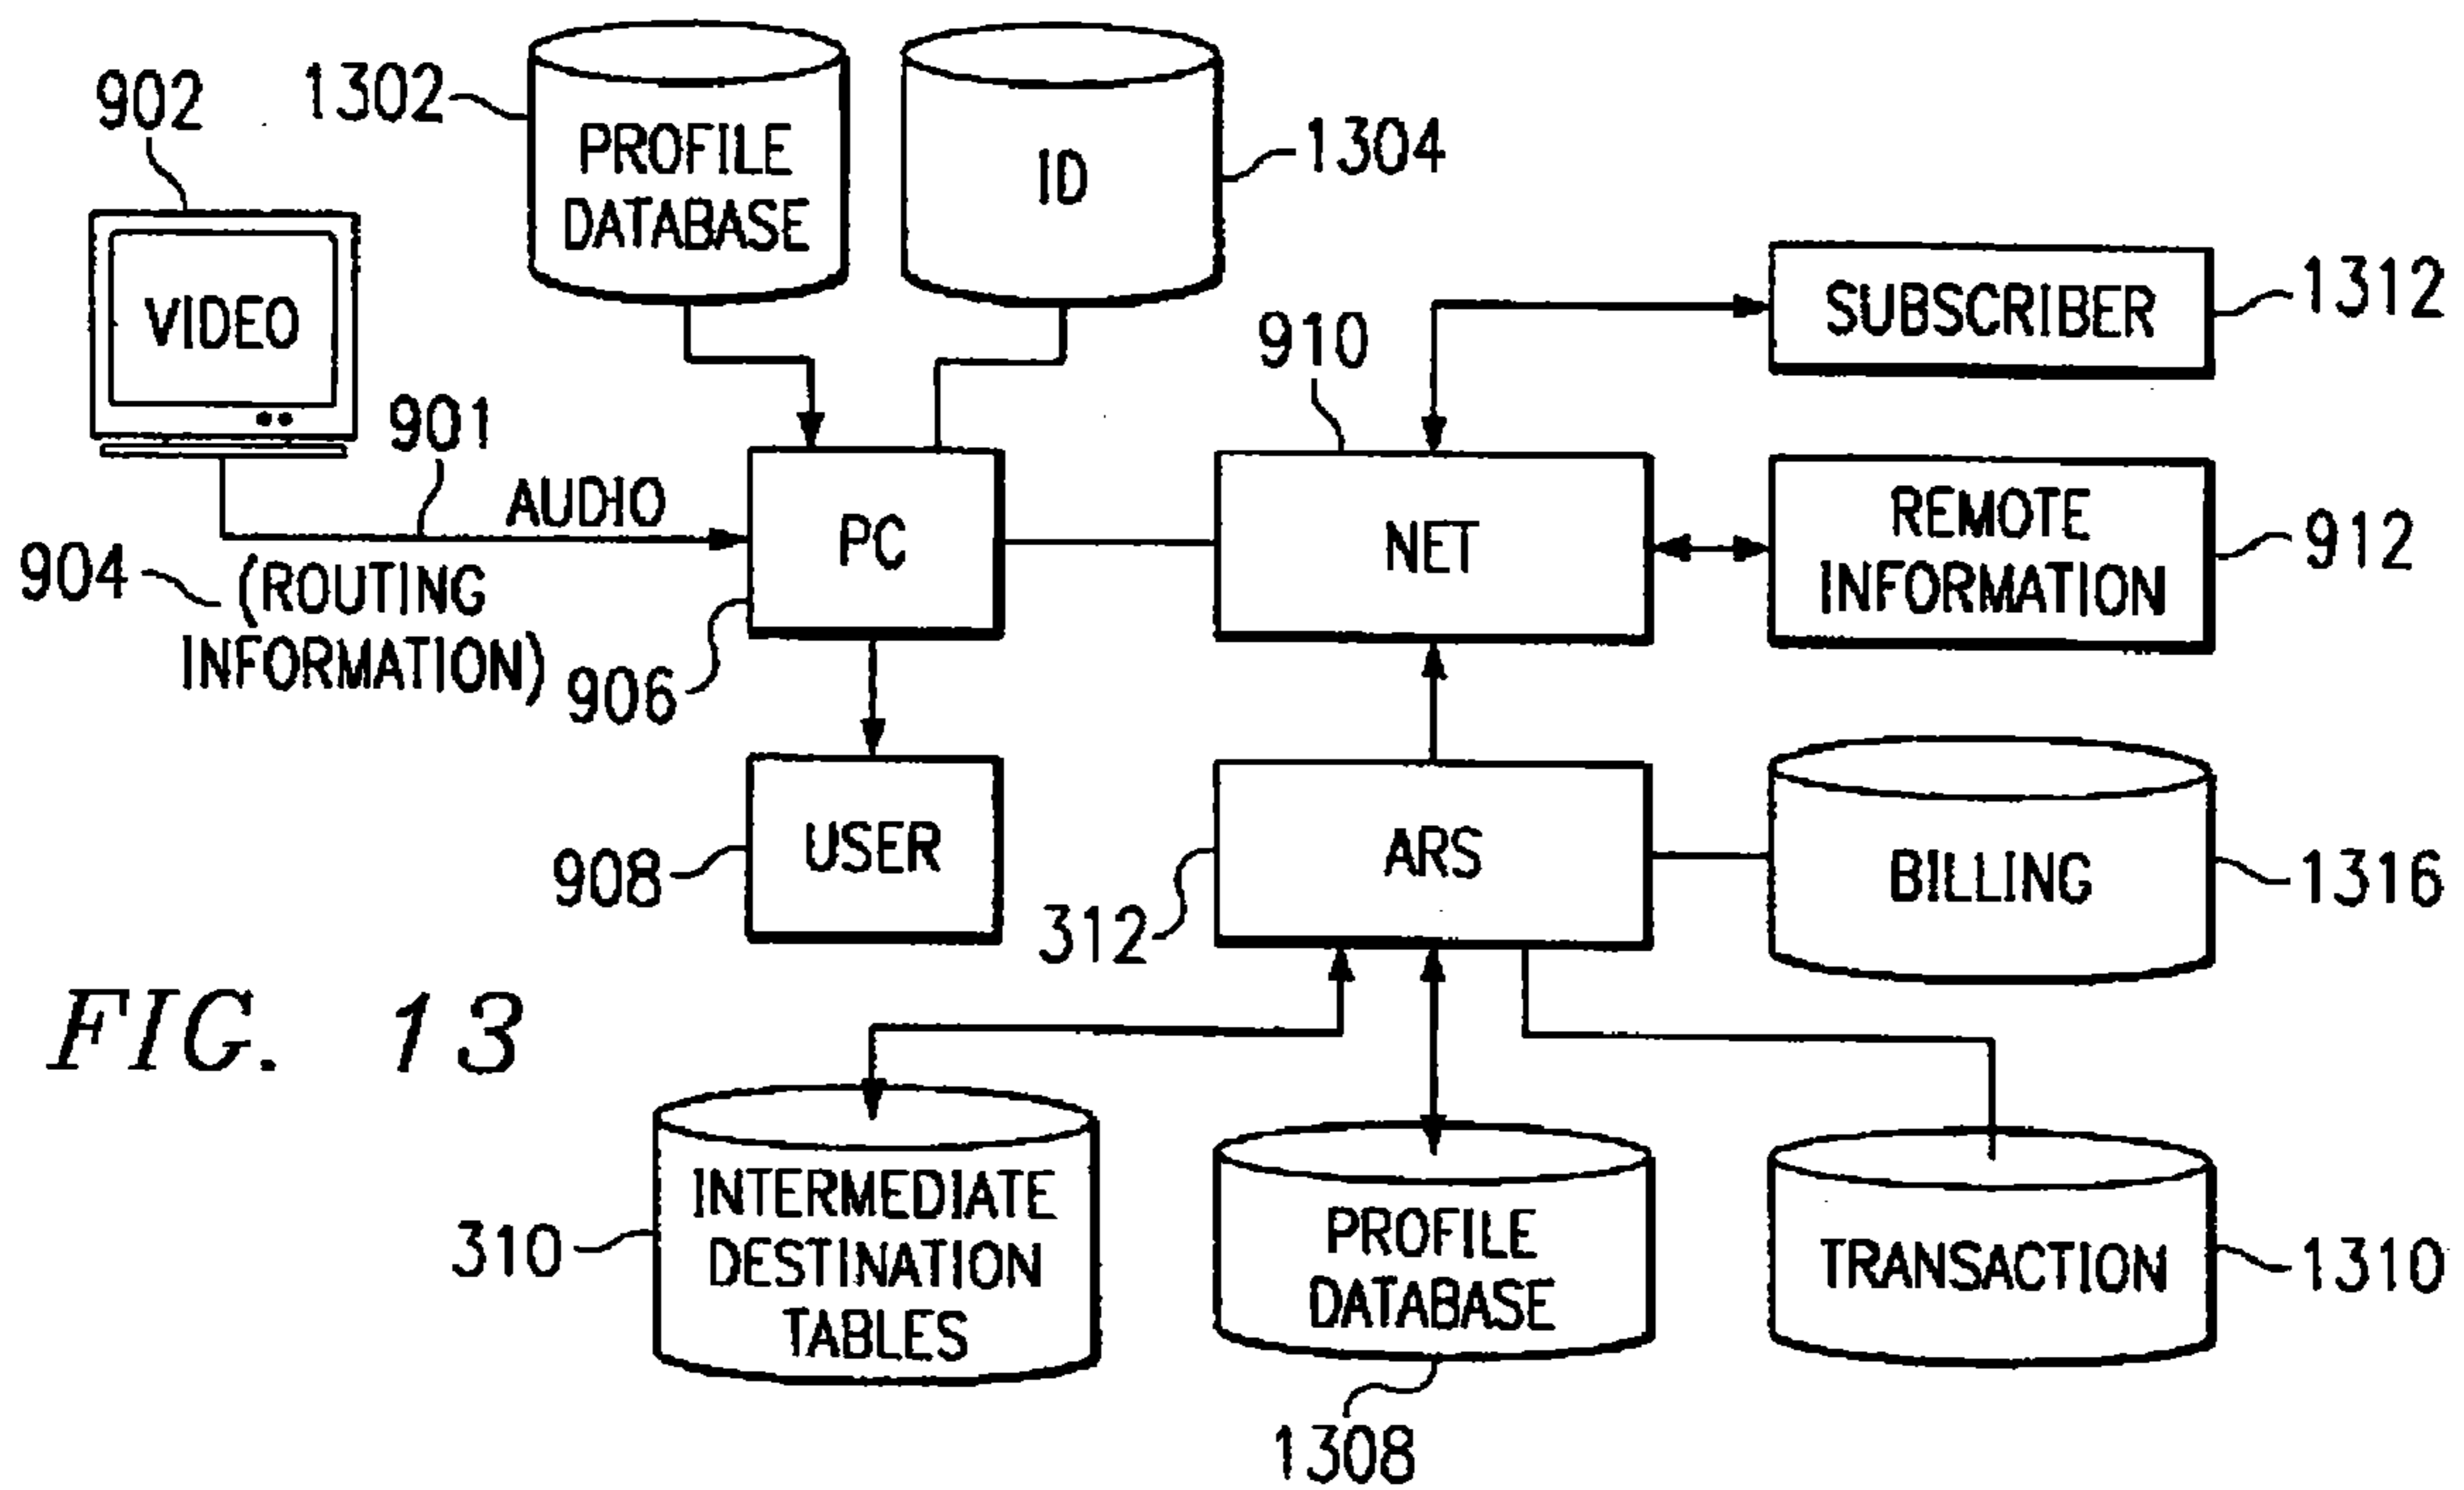 902
1302
PROFILE
DATABASE
ID
1304
VIDEO
SUBSCRIBER
1312
910
901
AUDIO
904
(ROUTING
INFORMATION)
906
PC
NET
REMOTE
INFORMATION
912
USER
908
ARS
312
BILLING
1316
FIG. 13
310
INTERMEDIATE
DESTINATION
TABLES
PROFILE
DATABASE
1308
TRANSACTION
1310